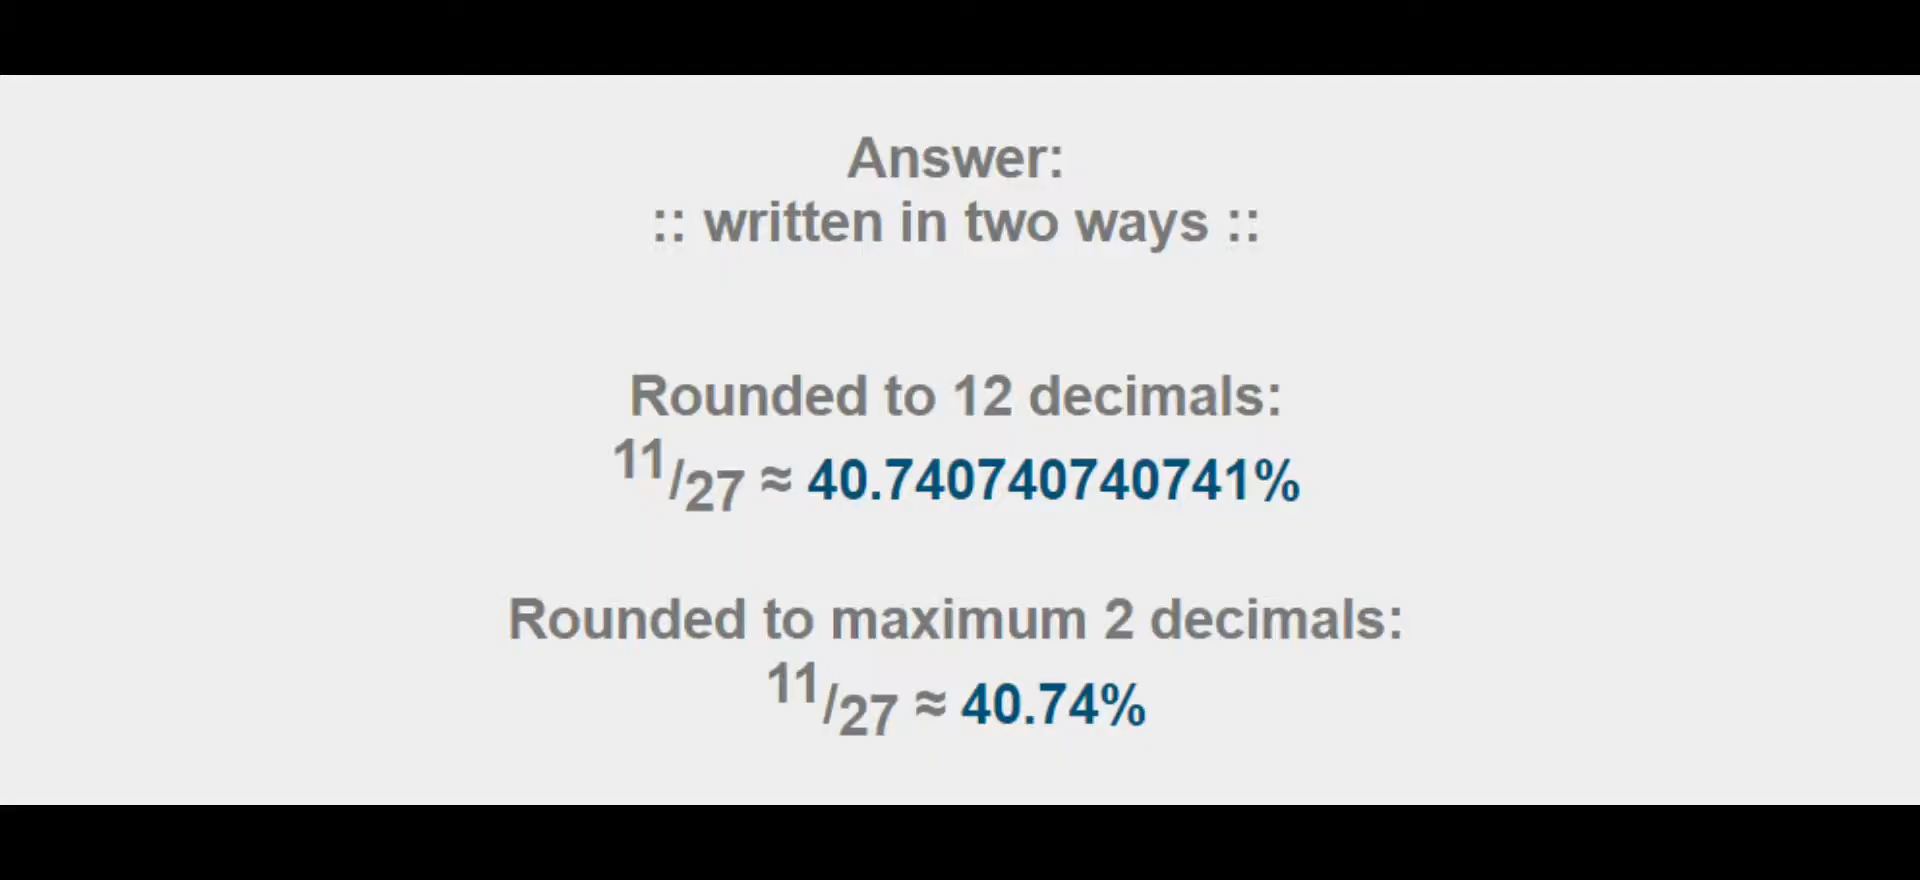 Answer:
:: written in two ways ::
Rounded to 12 decimals:
11/27 ≈ 40.740740740741%
Rounded to maximum 2 decimals:
11/27 ≈ 40.74%